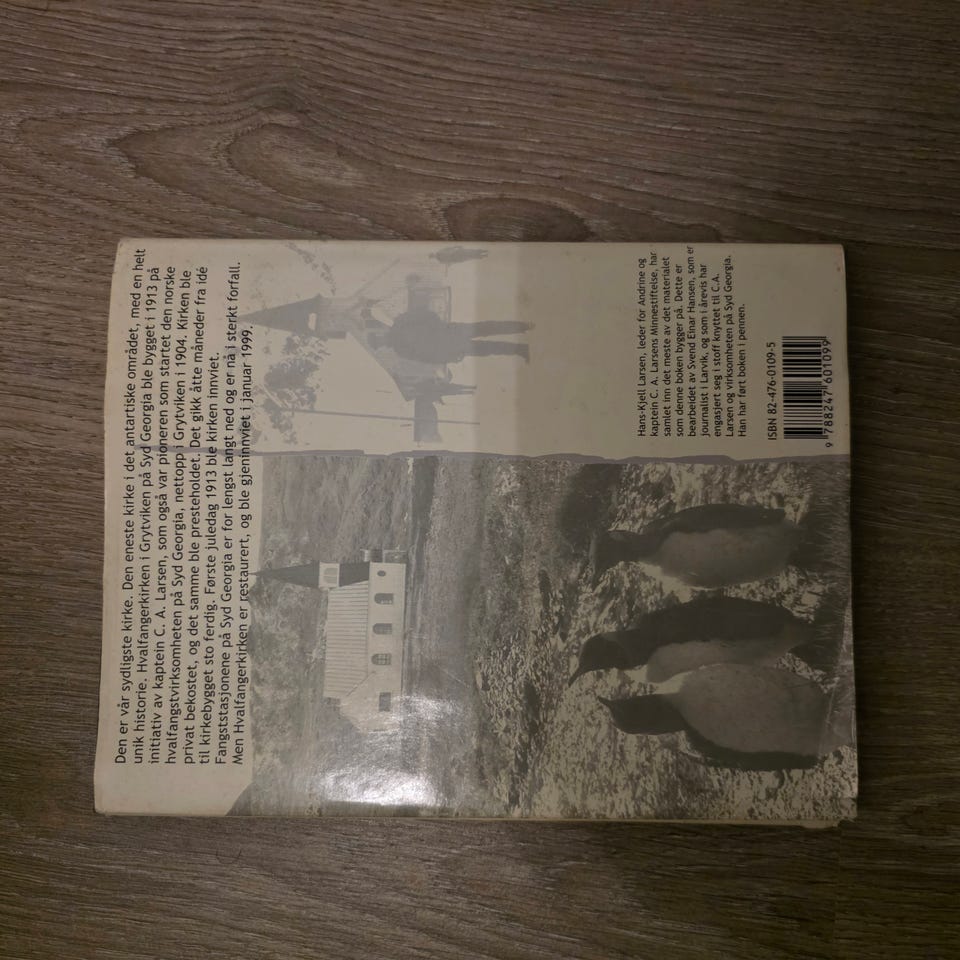 Den er vår sydligste kirke. Den eneste kirke i det antartiske området, med en helt
unik historie. Hvalfangerkirken i Grytviken på Syd Georgia ble bygget i 1913 på
initiativ av kaptein C. A. Larsen, som også var pioneren som startet den norske
hvalfangstvirksomheten på Syd Georgia, nettopp i Grytviken i 1904. Kirken ble
privat bekostet, og det samme ble presteholdet. Det gikk åtte måneder fra idé
til kirkebygget sto ferdig. Første juledag 1913 ble kirken innviet.
Fangststasjonene på Syd Georgia er for lengst langt ned og er nå i sterkt forfall.
Men Hvalfangerkirken er restaurert, og ble gjeninnviet i januar 1999.
Hans-Kjell Larsen, leder for Andrine og
kaptein C. A. Larsens Minnestiftelse, har
samlet inn det meste av det materialet
som denne boken bygger på. Dette er
bearbeidet av Svend Einar Hansen, som er
journalist i Larvik, og som i årevis har
engasjert seg i stoff knyttet til C.A.
Larsen og virksomheten på Syd Georgia.
Han har ført boken i pennen.
ISBN 82-476-0109-5
9 788247 601099